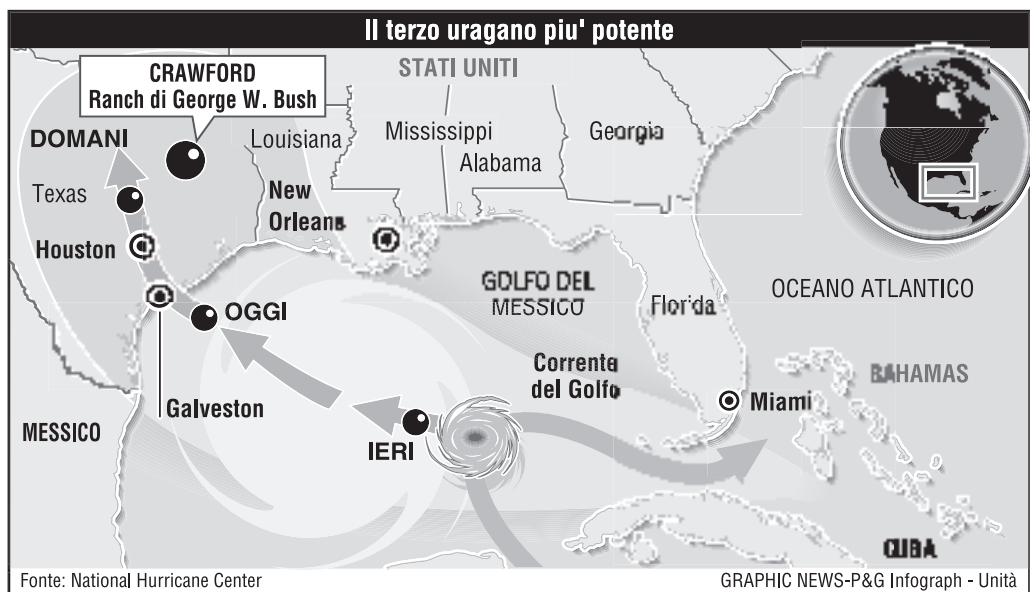 Il terzo uragano piu' potente
CRAWFORD
Ranch di George W. Bush
STATI UNITI
DOMANI
Louisiana
Mississippi
Georgia
Alabama
Texas
New
Orleans
Houston
GOLFO DEL
MESSICO
OCEANO ATLANTICO
Florida
OGGI
Corrente
del Golfo
BAHAMAS
Galveston
Miami
MESSICO
IERI
CUBA
Fonte: National Hurricane Center
GRAPHIC NEWS-P&G Infograph - Unità